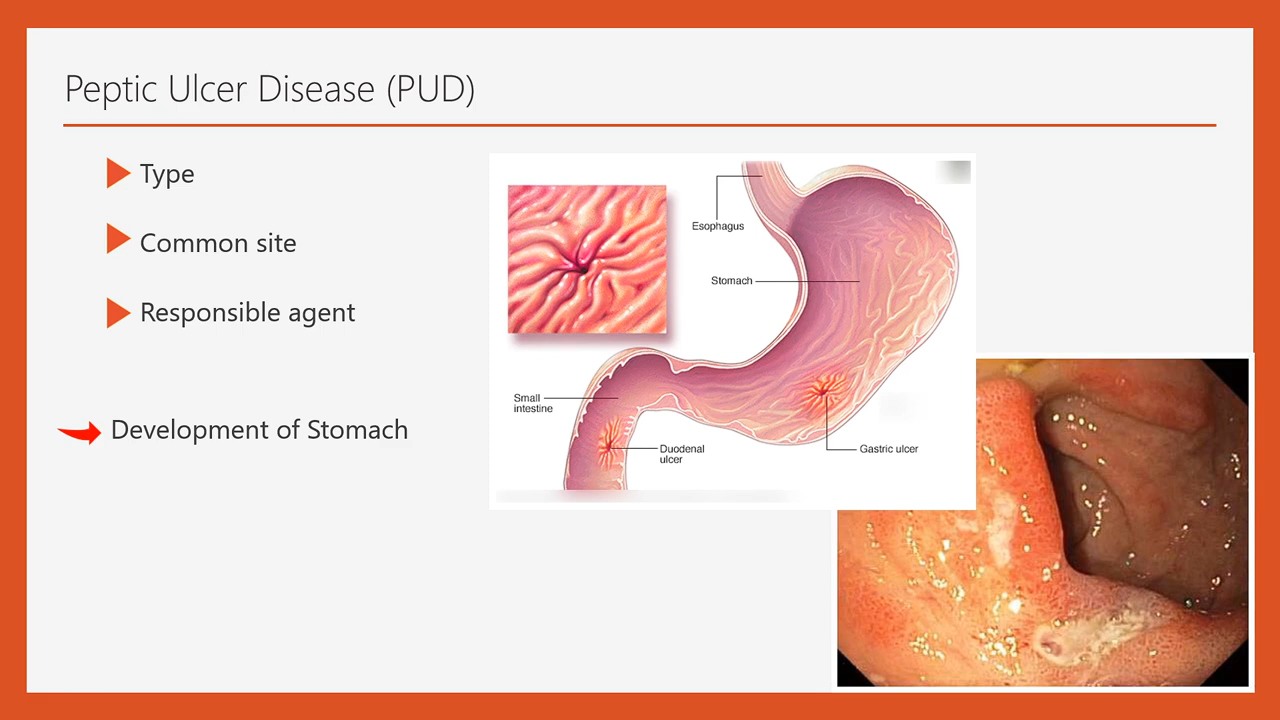 Peptic Ulcer Disease (PUD)
Type
Common site
Responsible agent
Development of Stomach
Esophagus
Stomach
Small
intestine
Duodenal
ulcer
Gastric ulcer